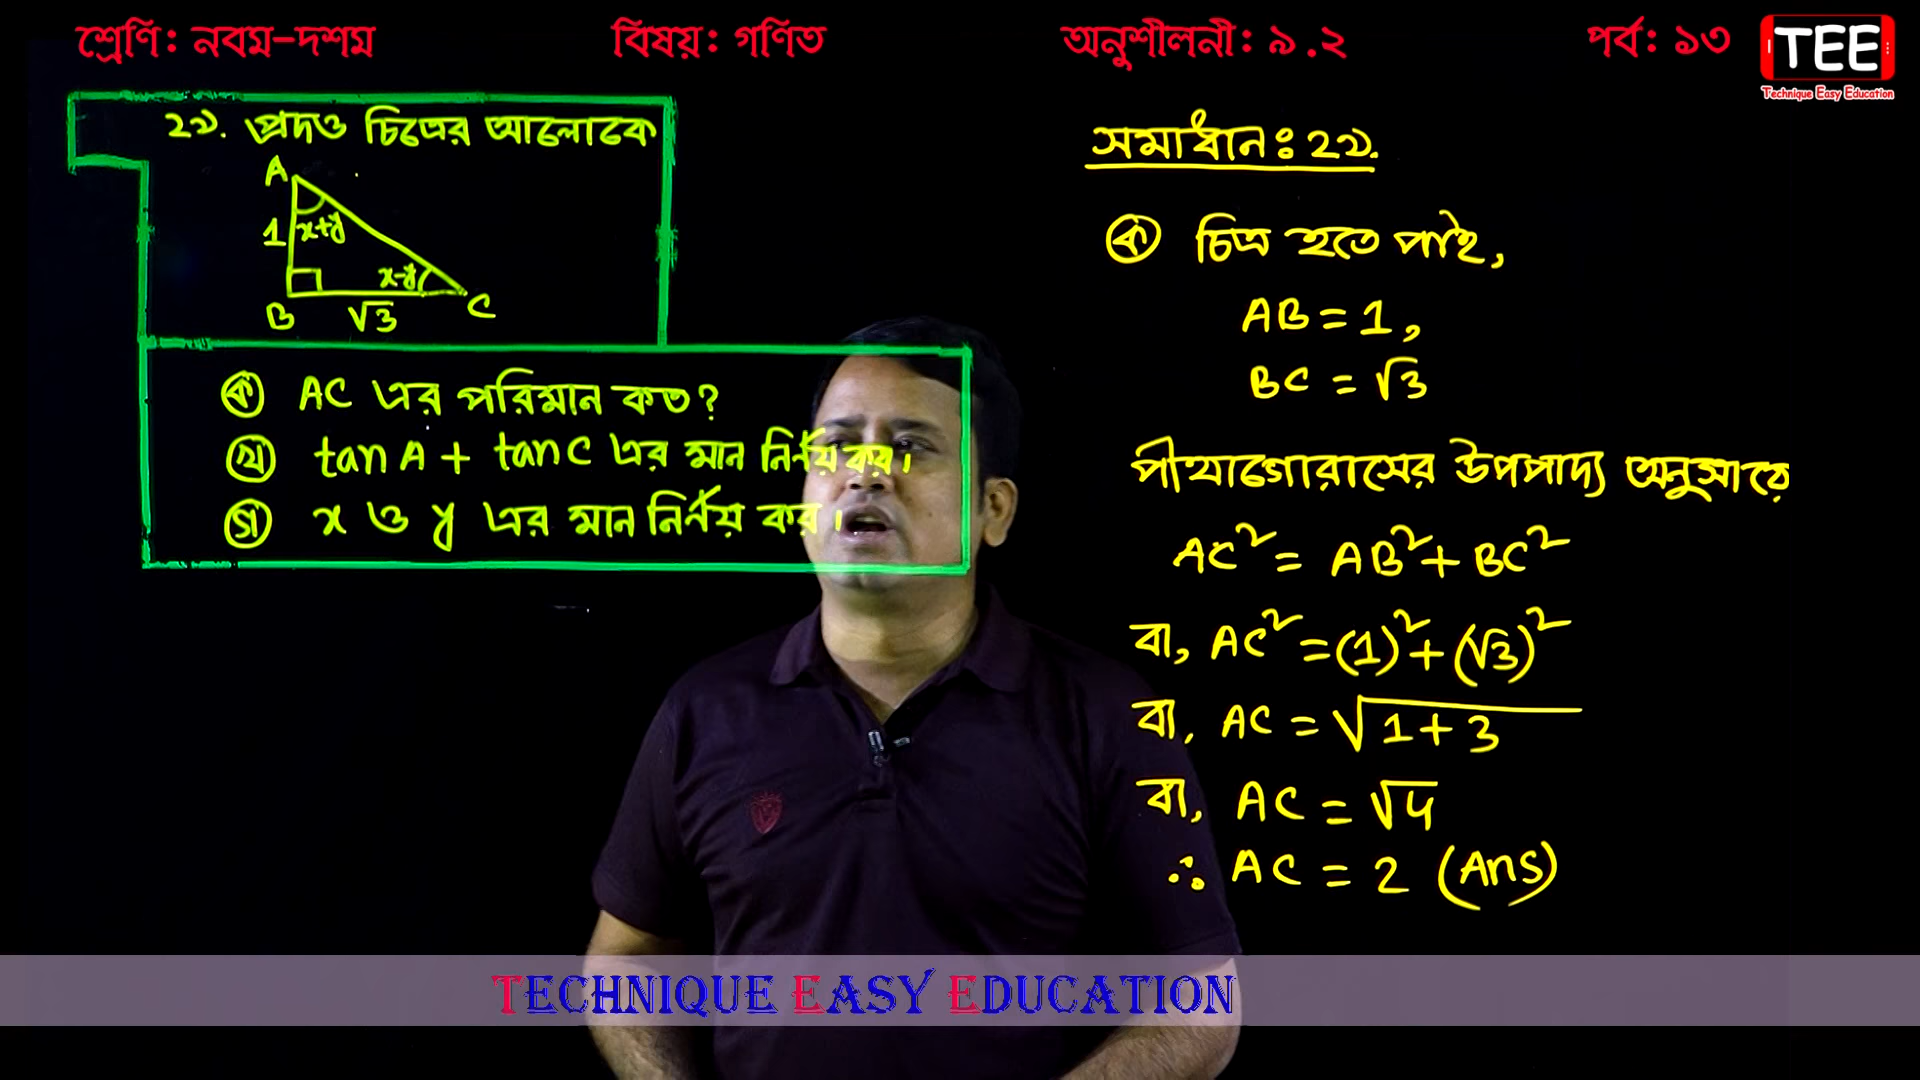 শ্রেণি: নবম-দশম
বিষয়: গণিত
অনুশীলনী: ৯.২
পর্ব: ১৩
TEE
Technique Easy Education
২৯. প্রদত্ত চিত্রের আলোকে
A
1
x+y
x-y
B
√3
C
ক AC এর পরিমান কত?
খ tan A + tan C এর মান নির্ণয় কর।
গ x ও y এর মান নির্ণয় কর।
সমাধান: ২৯.
ক চিত্র হতে পাই,
AB = 1,
BC = √3
পীথাগোরাসের উপপাদ্য অনুসারে
AC² = AB² + BC²
বা, AC² = (1)² + (√3)²
বা, AC = √1+3
বা, AC = √4
∴ AC = 2 (Ans)
TECHNIQUE EASY EDUCATION